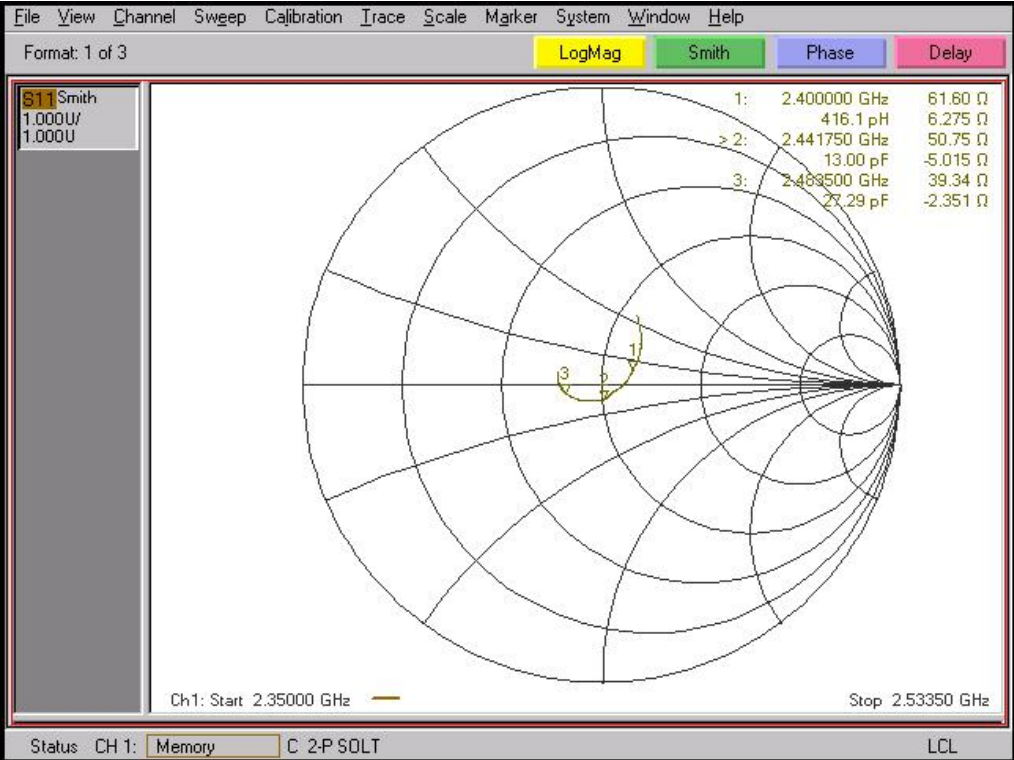 File View Channel Sweep Calibration Trace Scale Marker System Window Help
Format: 1 of 3 LogMag Smith Phase Delay
S11 Smith
1.000U/
1.000U
1: 2.400000 GHz 61.60 Ω
416.1 pH 6.275 Ω
> 2: 2.441750 GHz 50.75 Ω
13.00 pF -5.015 Ω
3: 2.483500 GHz 39.34 Ω
27.29 pF -2.351 Ω
1
3
2
Ch1: Start 2.35000 GHz Stop 2.53350 GHz
Status CH 1: Memory C 2-P SOLT LCL